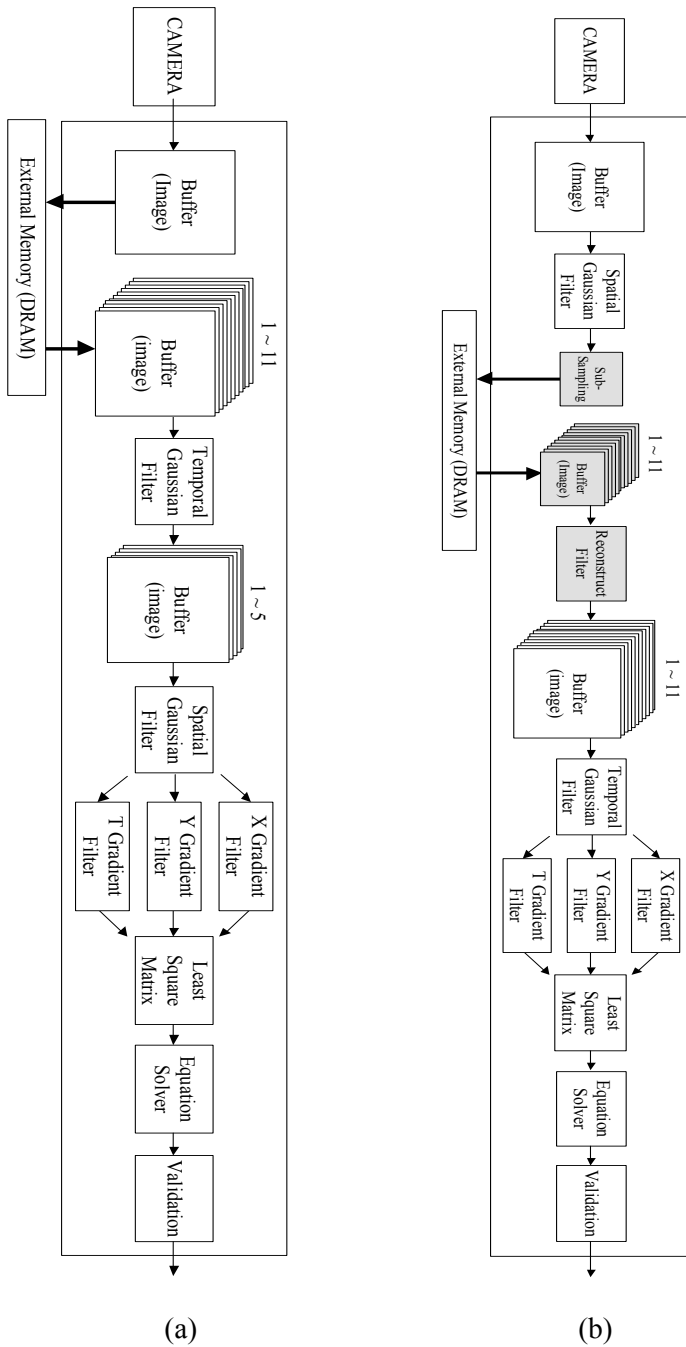 CAMERA
Buffer
(Image)
External Memory (DRAM)
1 ~ 11
Buffer
(image)
Temporal
Gaussian
Filter
1 ~ 5
Buffer
(image)
Spatial
Gaussian
Filter
X Gradient
Filter
Y Gradient
Filter
T Gradient
Filter
Least
Square
Matrix
Equation
Solver
Validation
(a)
CAMERA
Buffer
(Image)
Spatial
Gaussian
Filter
Sub-
Sampling
External Memory (DRAM)
1 ~ 11
Buffer
(Image)
Reconstruct
Filter
1 ~ 11
Buffer
(image)
Temporal
Gaussian
Filter
X Gradient
Filter
Y Gradient
Filter
T Gradient
Filter
Least
Square
Matrix
Equation
Solver
Validation
(b)